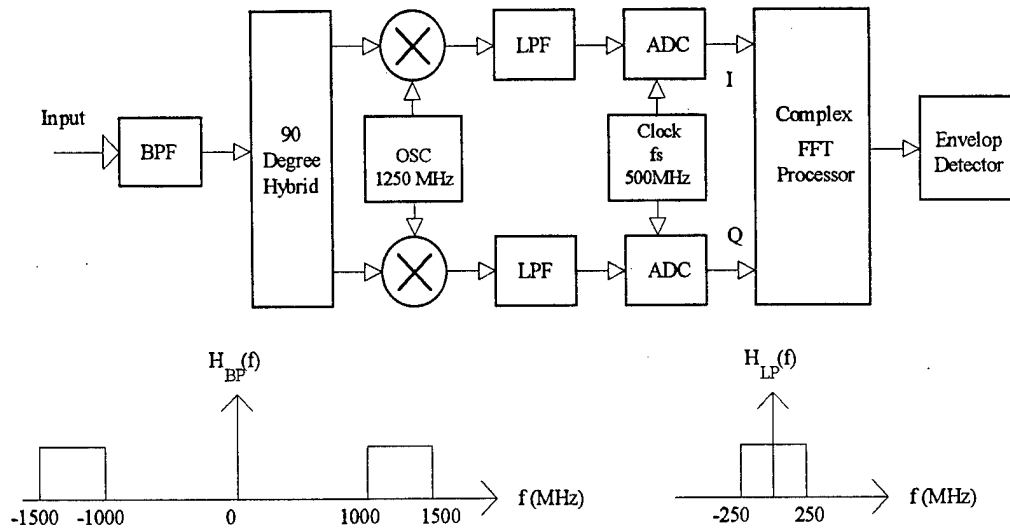 Input
BPF
90
Degree
Hybrid
OSC
1250 MHz
LPF
LPF
ADC
ADC
Clock
fs
500MHz
I
Q
Complex
FFT
Processor
Envelop
Detector
H_BP(f)
-1500
-1000
0
1000
1500
f (MHz)
H_LP(f)
-250
250
f (MHz)